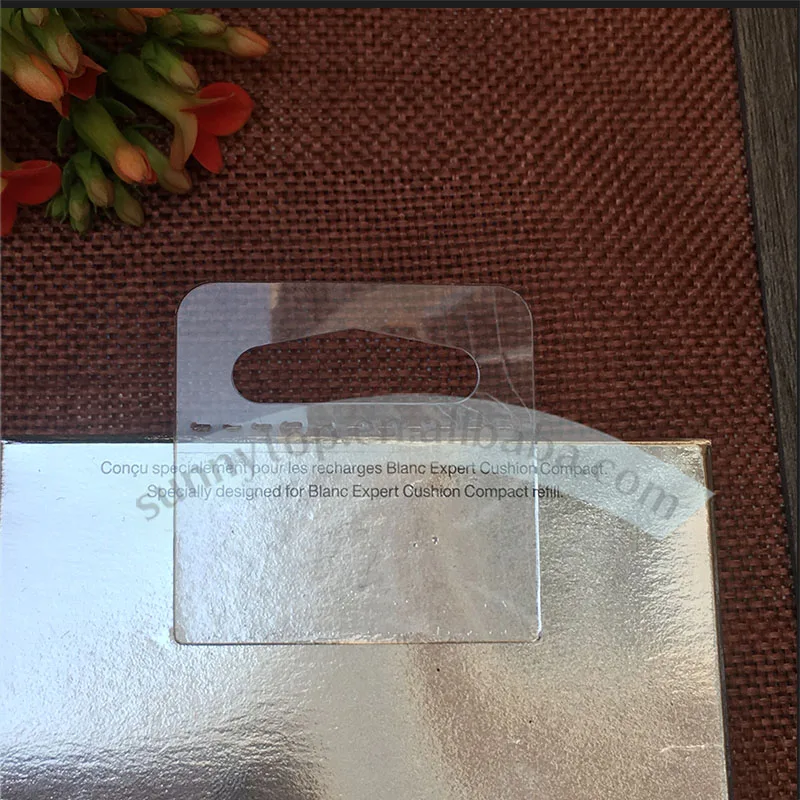 Conçu specialement pour les recharges Blanc Expert Cushion Compact.
Specially designed for Blanc Expert Cushion Compact refill.
sunnytop.en.alibaba.com